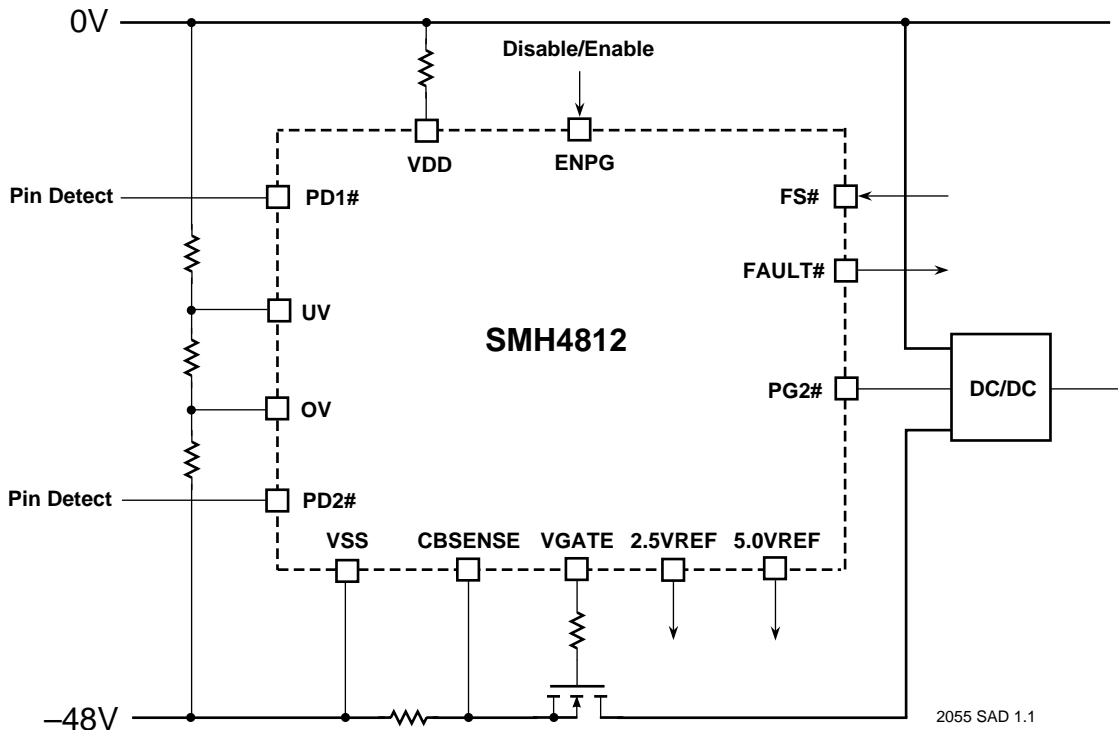 0V
Disable/Enable
VDD
ENPG
Pin Detect
PD1#
FS#
FAULT#
UV
SMH4812
PG2#
DC/DC
OV
Pin Detect
PD2#
VSS
CBSENSE
VGATE
2.5VREF
5.0VREF
–48V
2055 SAD 1.1